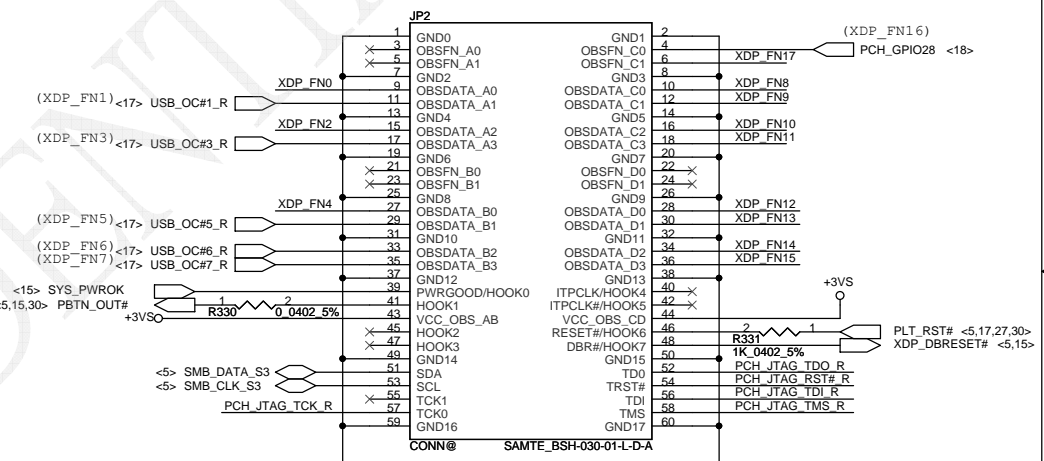 JP2
1 GND0 GND1 2
(XDP_FN16)
3 OBSFN_A0 OBSFN_C0 4 PCH_GPIO28 <18>
5 OBSFN_A1 OBSFN_C1 6 XDP_FN17
7 GND2 GND3 8
XDP_FN0 9 OBSDATA_A0 OBSDATA_C0 10 XDP_FN8
(XDP_FN1) <17> USB_OC#1_R 11 OBSDATA_A1 OBSDATA_C1 12 XDP_FN9
13 GND4 GND5 14
XDP_FN2 15 OBSDATA_A2 OBSDATA_C2 16 XDP_FN10
(XDP_FN3) <17> USB_OC#3_R 17 OBSDATA_A3 OBSDATA_C3 18 XDP_FN11
19 GND6 GND7 20
21 OBSFN_B0 OBSFN_D0 22
23 OBSFN_B1 OBSFN_D1 24
25 GND8 GND9 26
XDP_FN4 27 OBSDATA_B0 OBSDATA_D0 28 XDP_FN12
(XDP_FN5) <17> USB_OC#5_R 29 OBSDATA_B1 OBSDATA_D1 30 XDP_FN13
31 GND10 GND11 32
(XDP_FN6) <17> USB_OC#6_R 33 OBSDATA_B2 OBSDATA_D2 34 XDP_FN14
(XDP_FN7) <17> USB_OC#7_R 35 OBSDATA_B3 OBSDATA_D3 36 XDP_FN15
37 GND12 GND13 38
<15> SYS_PWROK 39 PWRGOOD/HOOK0 ITPCLK/HOOK4 40
5,15,30> PBTN_OUT# 1 2 41 HOOK1 ITPCLK#/HOOK5 42
R330 0_0402_5%
+3VS 43 VCC_OBS_AB VCC_OBS_CD 44 +3VS
45 HOOK2 RESET#/HOOK6 46 2 1 PLT_RST# <5,17,27,30>
R331
1K_0402_5%
47 HOOK3 DBR#/HOOK7 48 XDP_DBRESET# <5,15>
49 GND14 GND15 50
<5> SMB_DATA_S3 51 SDA TD0 52 PCH_JTAG_TDO_R
<5> SMB_CLK_S3 53 SCL TRST# 54 PCH_JTAG_RST#_R
55 TCK1 TDI 56 PCH_JTAG_TDI_R
PCH_JTAG_TCK_R 57 TCK0 TMS 58 PCH_JTAG_TMS_R
59 GND16 GND17 60
CONN@ SAMTE_BSH-030-01-L-D-A